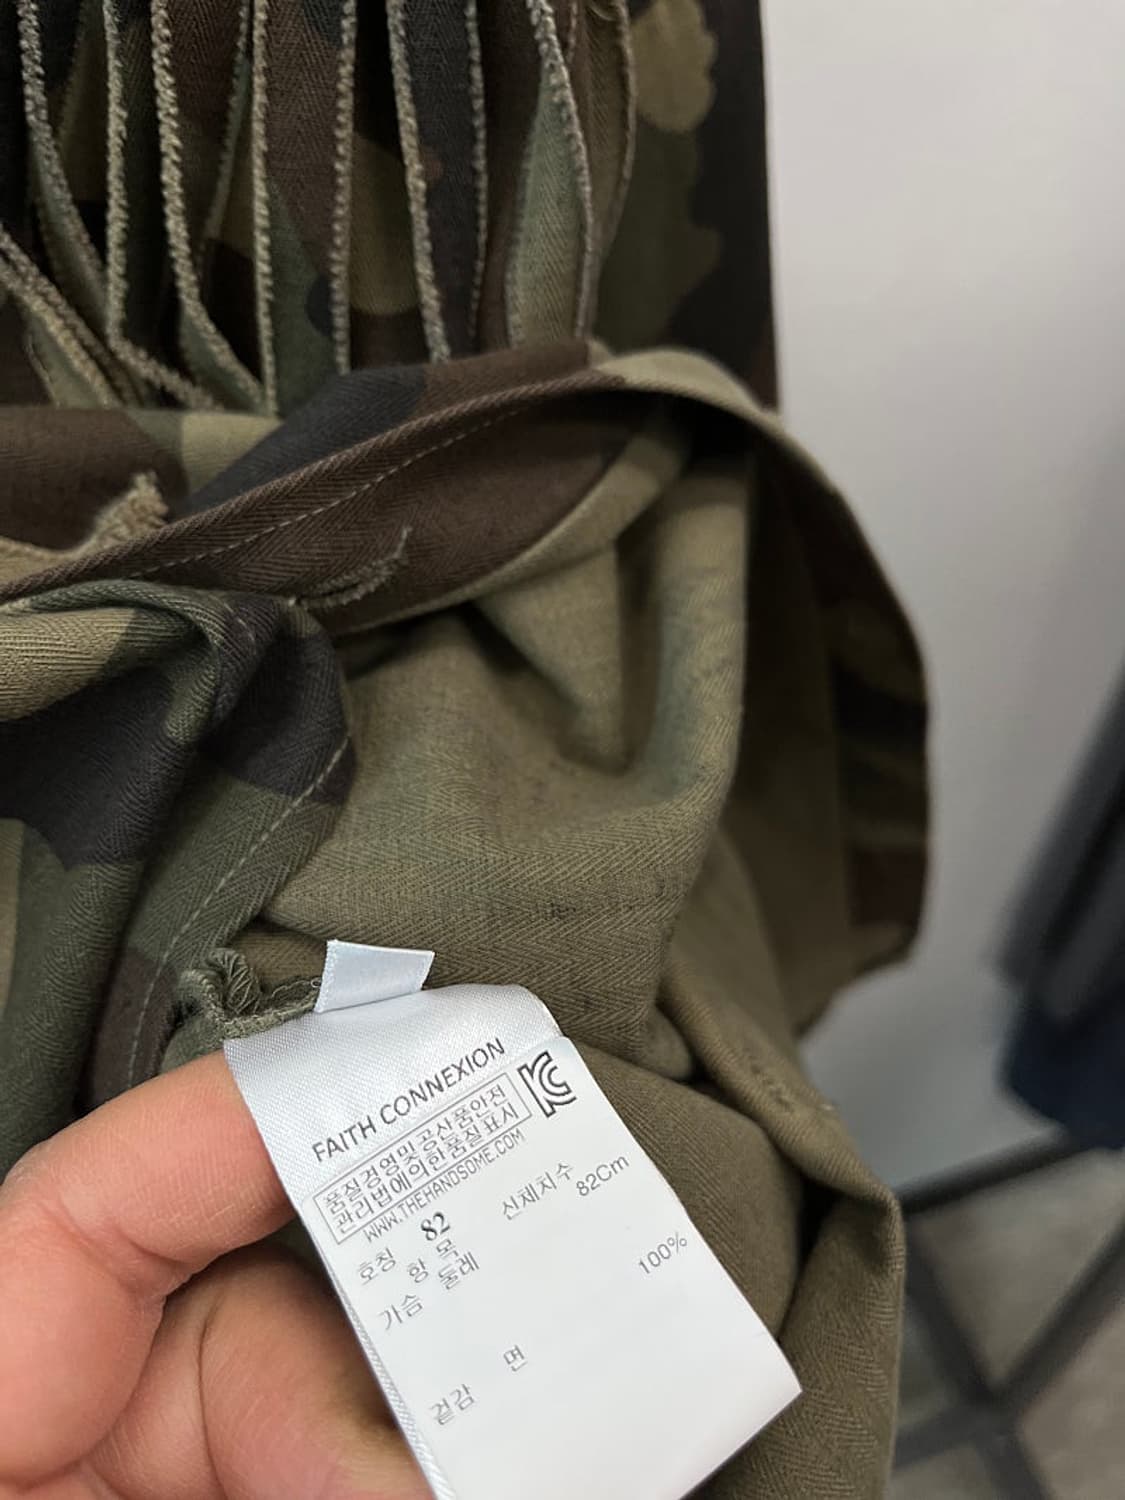 FAITH CONNEXION
품질경영및공산품안전
관리법에의한품질표시
WWW.THEHANDSOME.COM
호칭 82
항 목 신체치수
가슴 둘레 82Cm
겉감 면 100%